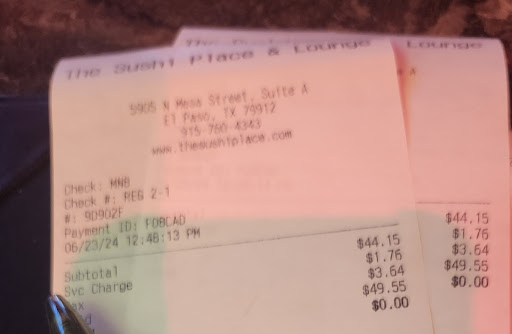 The Sushi Place & Lounge
5905 N Mesa Street, Suite A
El Paso, TX 79912
915-760-4343
www.thesushiplace.com
Check: MNB
Check #: REG 2-1
#: 9D902F
Payment ID: FOBCAD
06/23/24 12:48:13 PM
Subtotal $44.15
Svc Charge $1.76
$3.64
$49.55
$0.00
Lounge
A
$44.15
$1.76
$3.64
$49.55
$0.00